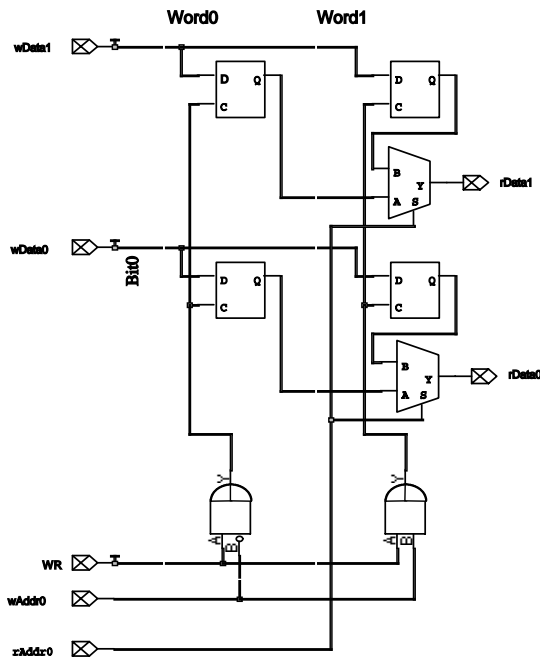 Word0 Word1
wData1
D Q
C
D Q
C
B
Y
A S
rData1
wData0
Bit0
D Q
C
D Q
C
B
Y
A S
rData0
Y
A B
Y
A B
WR
wAddr0
rAddr0